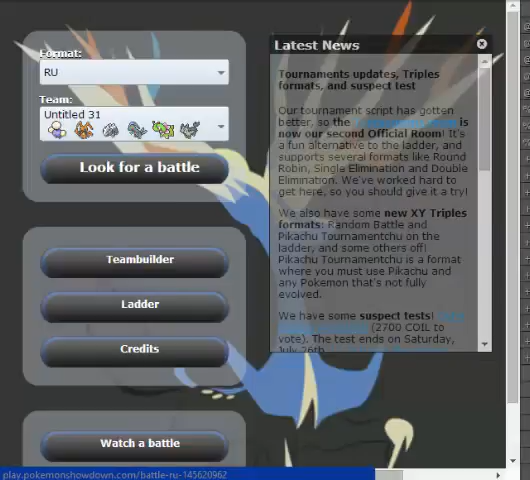 Format:
RU
Team:
Untitled 31
Look for a battle
Teambuilder
Ladder
Credits
Watch a battle
Latest News
Tournaments updates, Triples
formats, and suspect test
Our tournament script has gotten
better, so the is
now our second Official Room! It's
a fun alternative to the ladder, and
supports several formats like Round
Robin, Single Elimination and Double
Elimination. We've worked hard to
get here, so you should give it a try!
We also have some new XY Triples
formats: Random Battle and
Pikachu Tournamentchu on the
ladder, and some others off!
Pikachu Tournamentchu is a format
where you must use Pikachu and
any Pokemon that's not fully
evolved.
We have some suspect tests!
(2700 COIL to
vote). The test ends on Saturday,
July 26th
play.pokemonshowdown.com/battle-ru-145620962